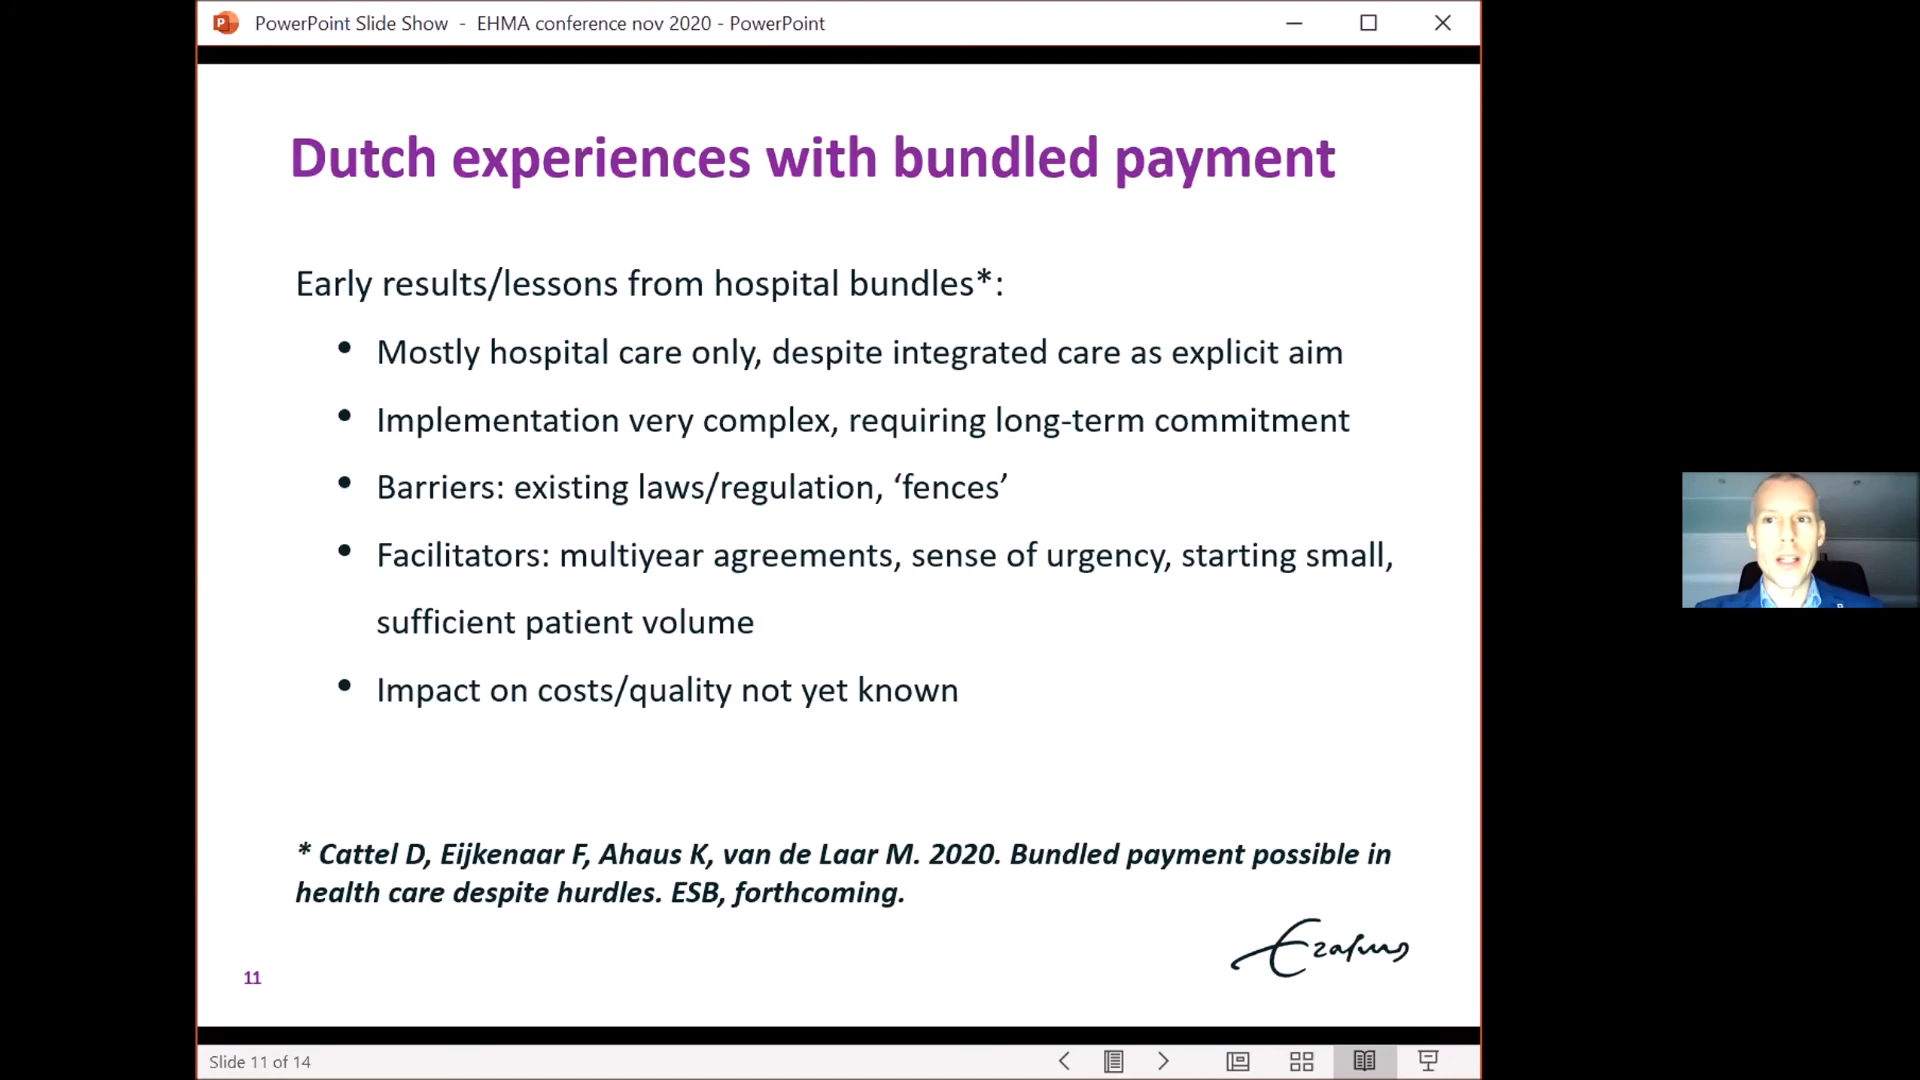 PowerPoint Slide Show - EHMA conference nov 2020 - PowerPoint
Dutch experiences with bundled payment
Early results/lessons from hospital bundles*:
• Mostly hospital care only, despite integrated care as explicit aim
• Implementation very complex, requiring long-term commitment
• Barriers: existing laws/regulation, ‘fences’
• Facilitators: multiyear agreements, sense of urgency, starting small,
sufficient patient volume
• Impact on costs/quality not yet known
* Cattel D, Eijkenaar F, Ahaus K, van de Laar M. 2020. Bundled payment possible in
health care despite hurdles. ESB, forthcoming.
Erasmus
11
Slide 11 of 14